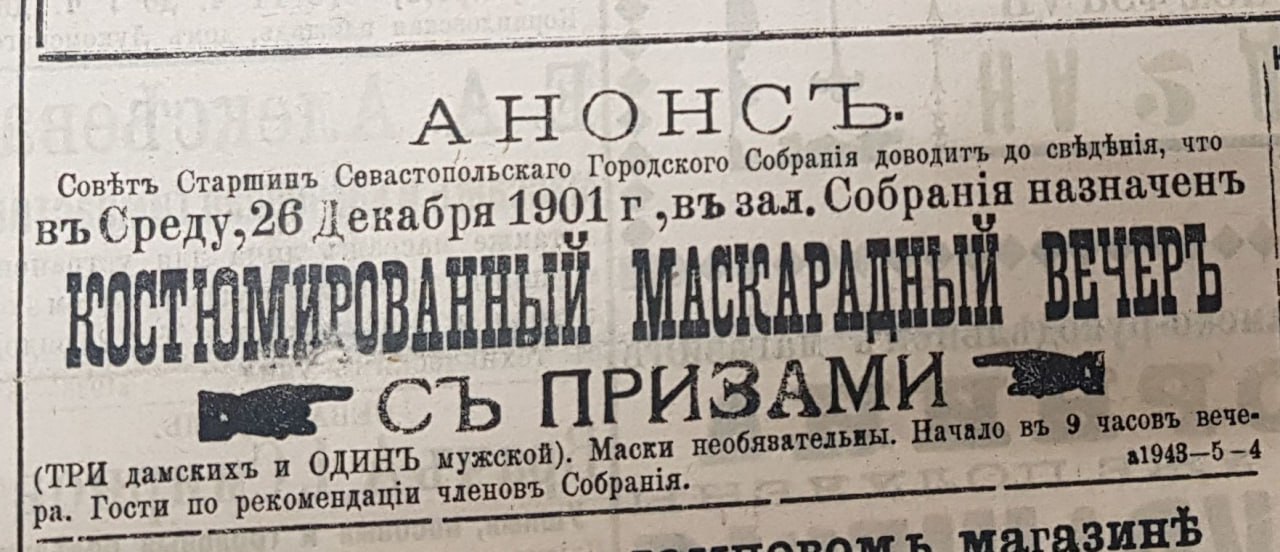 АНОНСЪ.
Совѣтъ Старшинъ Севастопольскаго Городского Собранія доводитъ до свѣдѣнія, что
въ Среду, 26 Декабря 1901 г , въ зал. Собранія назначенъ
КОСТЮМИРОВАННЫЙ МАСКАРАДНЫЙ ВЕЧЕРЪ
СЪ ПРИЗАМИ
(ТРИ дамскихъ и ОДИНЪ мужской). Маски необязательны. Начало въ 9 часовъ вече-
ра. Гости по рекомендаціи членовъ Собранія.
а1943—5—4
магазинѣ